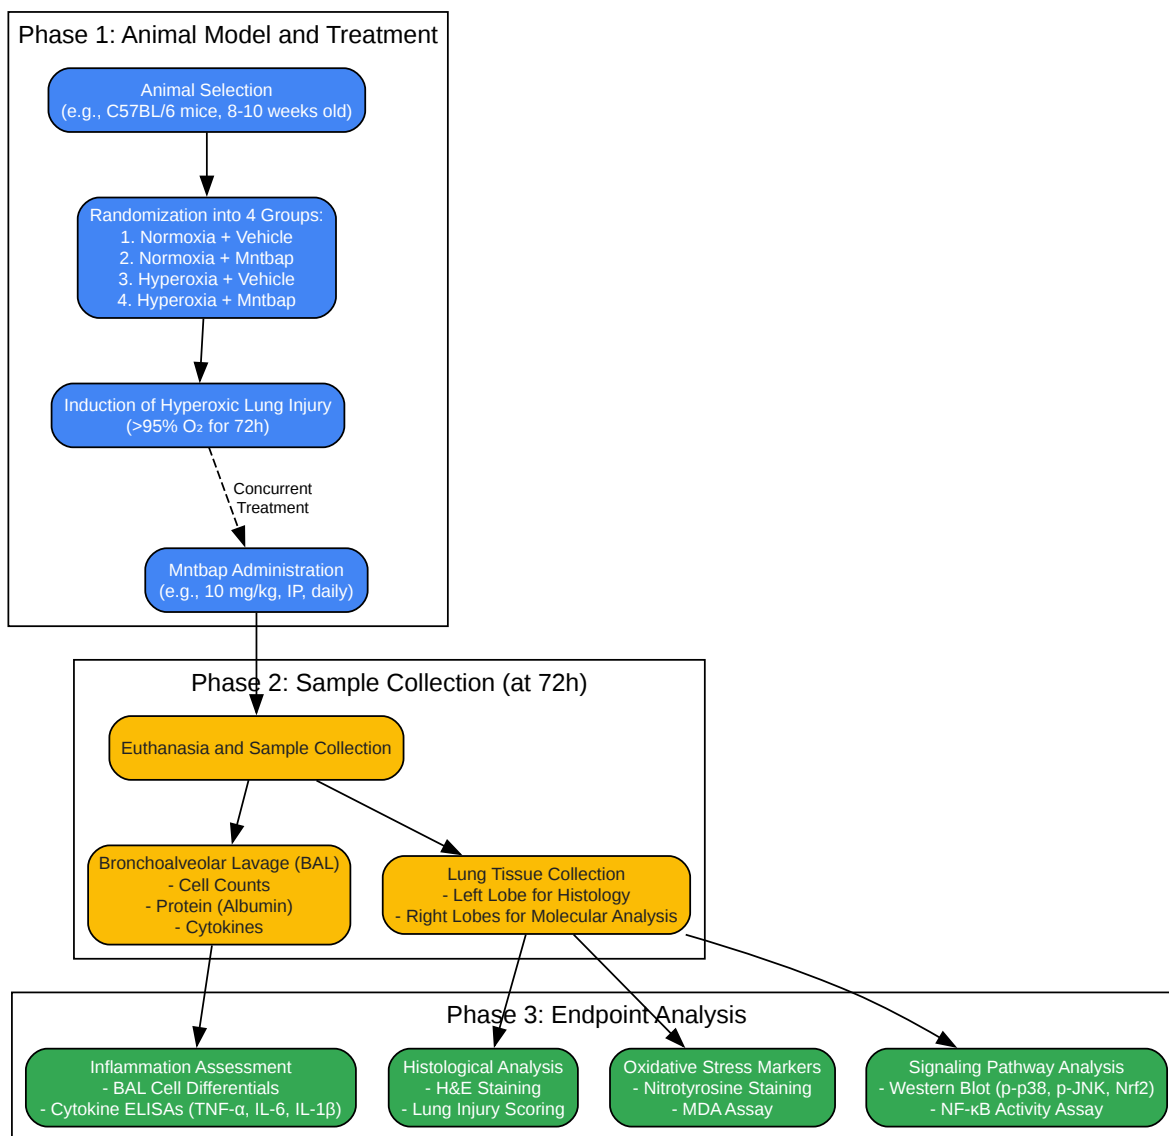 Phase 1: Animal Model and Treatment
Animal Selection
(e.g., C57BL/6 mice, 8-10 weeks old)
Randomization into 4 Groups:
1. Normoxia + Vehicle
2. Normoxia + Mntbap
3. Hyperoxia + Vehicle
4. Hyperoxia + Mntbap
Induction of Hyperoxic Lung Injury
(>95% O₂ for 72h)
Concurrent
Treatment
Mntbap Administration
(e.g., 10 mg/kg, IP, daily)
Phase 2: Sample Collection (at 72h)
Euthanasia and Sample Collection
Bronchoalveolar Lavage (BAL)
- Cell Counts
- Protein (Albumin)
- Cytokines
Lung Tissue Collection
- Left Lobe for Histology
- Right Lobes for Molecular Analysis
Phase 3: Endpoint Analysis
Inflammation Assessment
- BAL Cell Differentials
- Cytokine ELISAs (TNF-α, IL-6, IL-1β)
Histological Analysis
- H&E Staining
- Lung Injury Scoring
Oxidative Stress Markers
- Nitrotyrosine Staining
- MDA Assay
Signaling Pathway Analysis
- Western Blot (p-p38, p-JNK, Nrf2)
- NF-κB Activity Assay